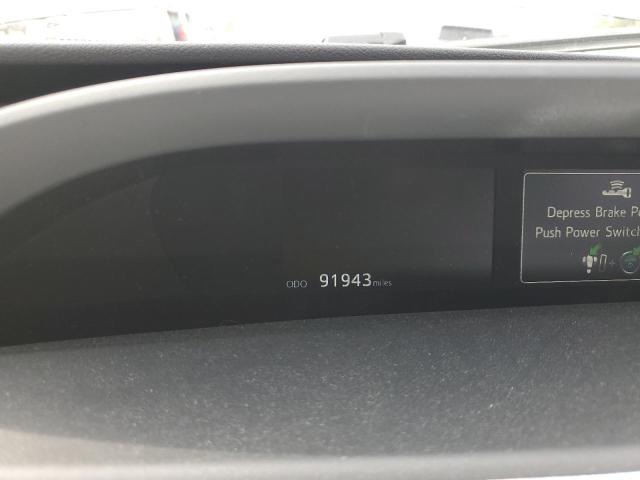 ODO 91943 miles
Depress Brake
Push Power Switch